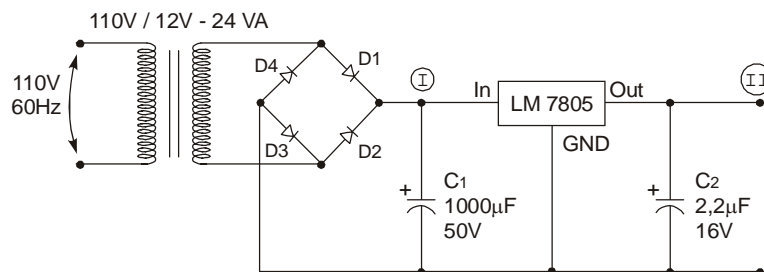 110V / 12V - 24 VA
110V
60Hz
D4
D1
D3
D2
I
In
LM 7805
Out
GND
II
+
C1
1000µF
50V
+
C2
2,2µF
16V